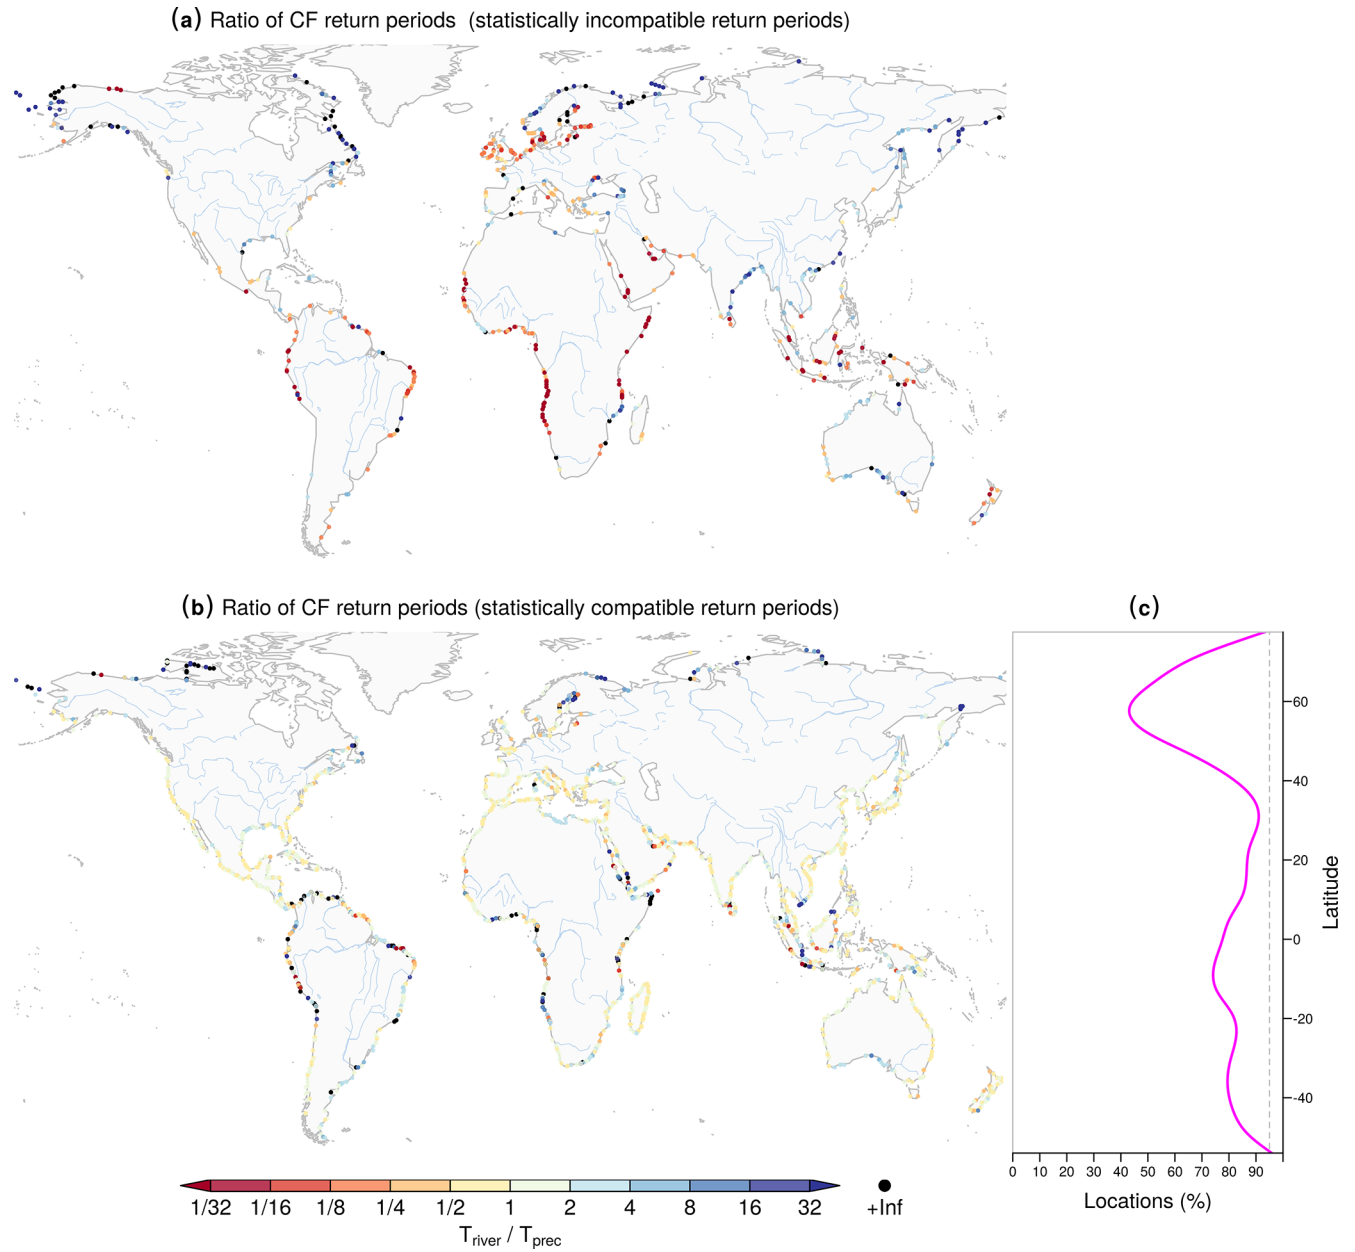 (a) Ratio of CF return periods (statistically incompatible return periods)
(b) Ratio of CF return periods (statistically compatible return periods)
(c)
60
40
20
0
-20
-40
Latitude
0 10 20 30 40 50 60 70 80 90
Locations (%)
1/32 1/16 1/8 1/4 1/2 1 2 4 8 16 32 +Inf
Triver / Tprec